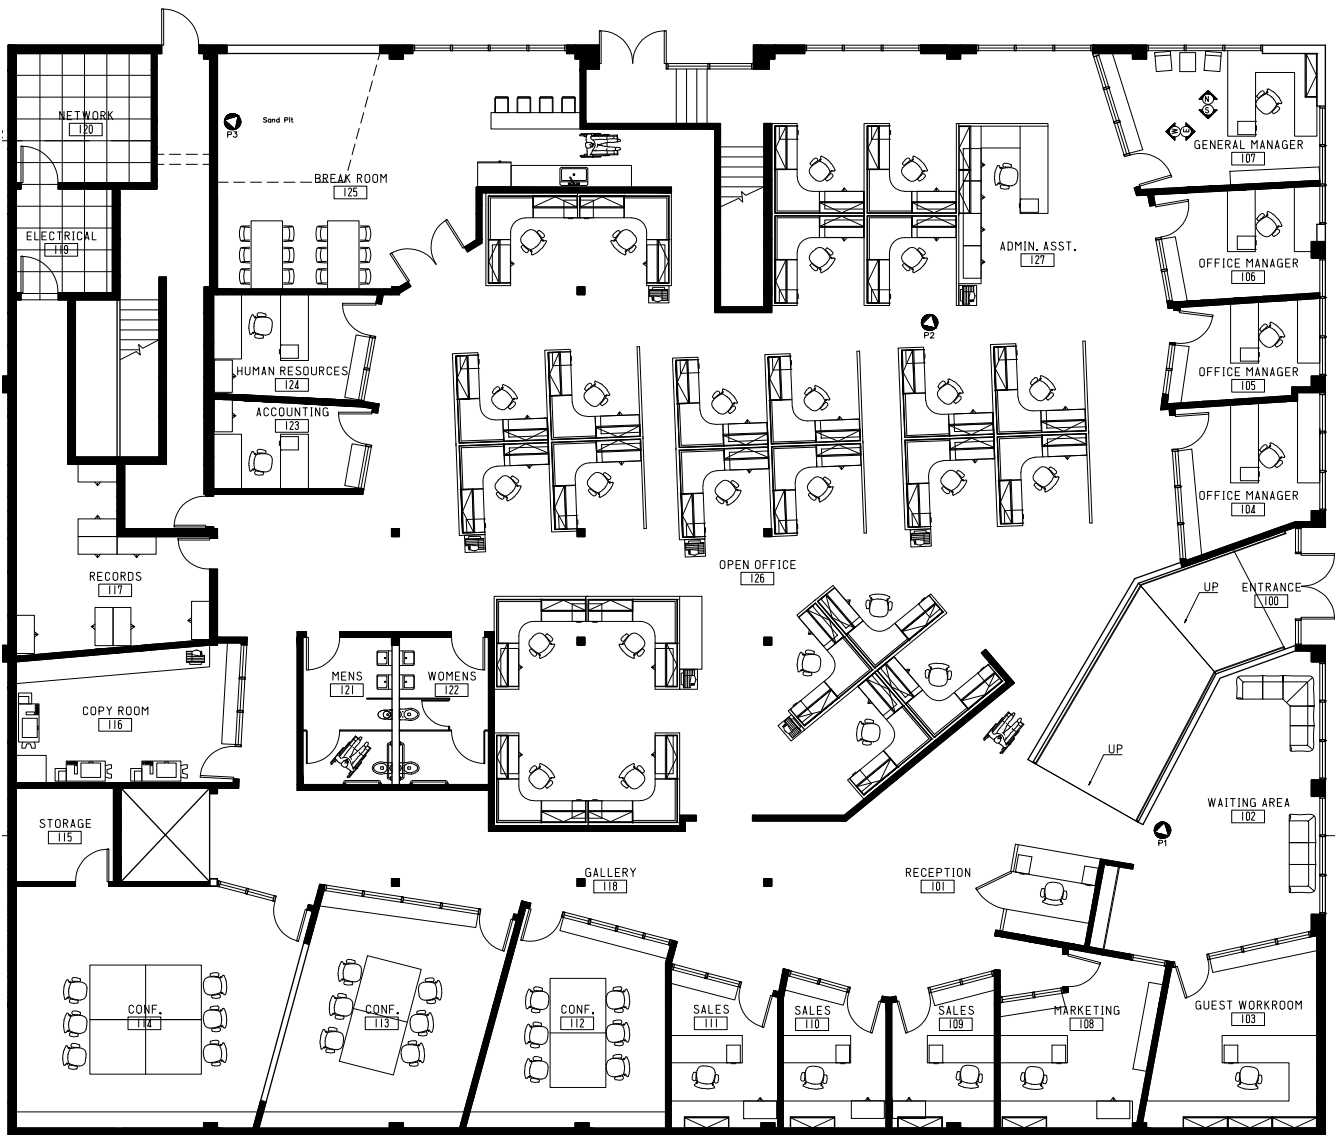 NETWORK
120
P3
Sand Pit
BREAK ROOM
125
N
S
W
E
GENERAL MANAGER
107
ELECTRICAL
119
ADMIN. ASST.
127
OFFICE MANAGER
106
P2
HUMAN RESOURCES
124
OFFICE MANAGER
105
ACCOUNTING
123
OFFICE MANAGER
104
OPEN OFFICE
126
RECORDS
117
UP
ENTRANCE
100
MENS
121
WOMENS
122
COPY ROOM
116
UP
WAITING AREA
102
STORAGE
115
P1
GALLERY
118
RECEPTION
101
CONF.
114
CONF.
113
CONF.
112
SALES
111
SALES
110
SALES
109
MARKETING
108
GUEST WORKROOM
103